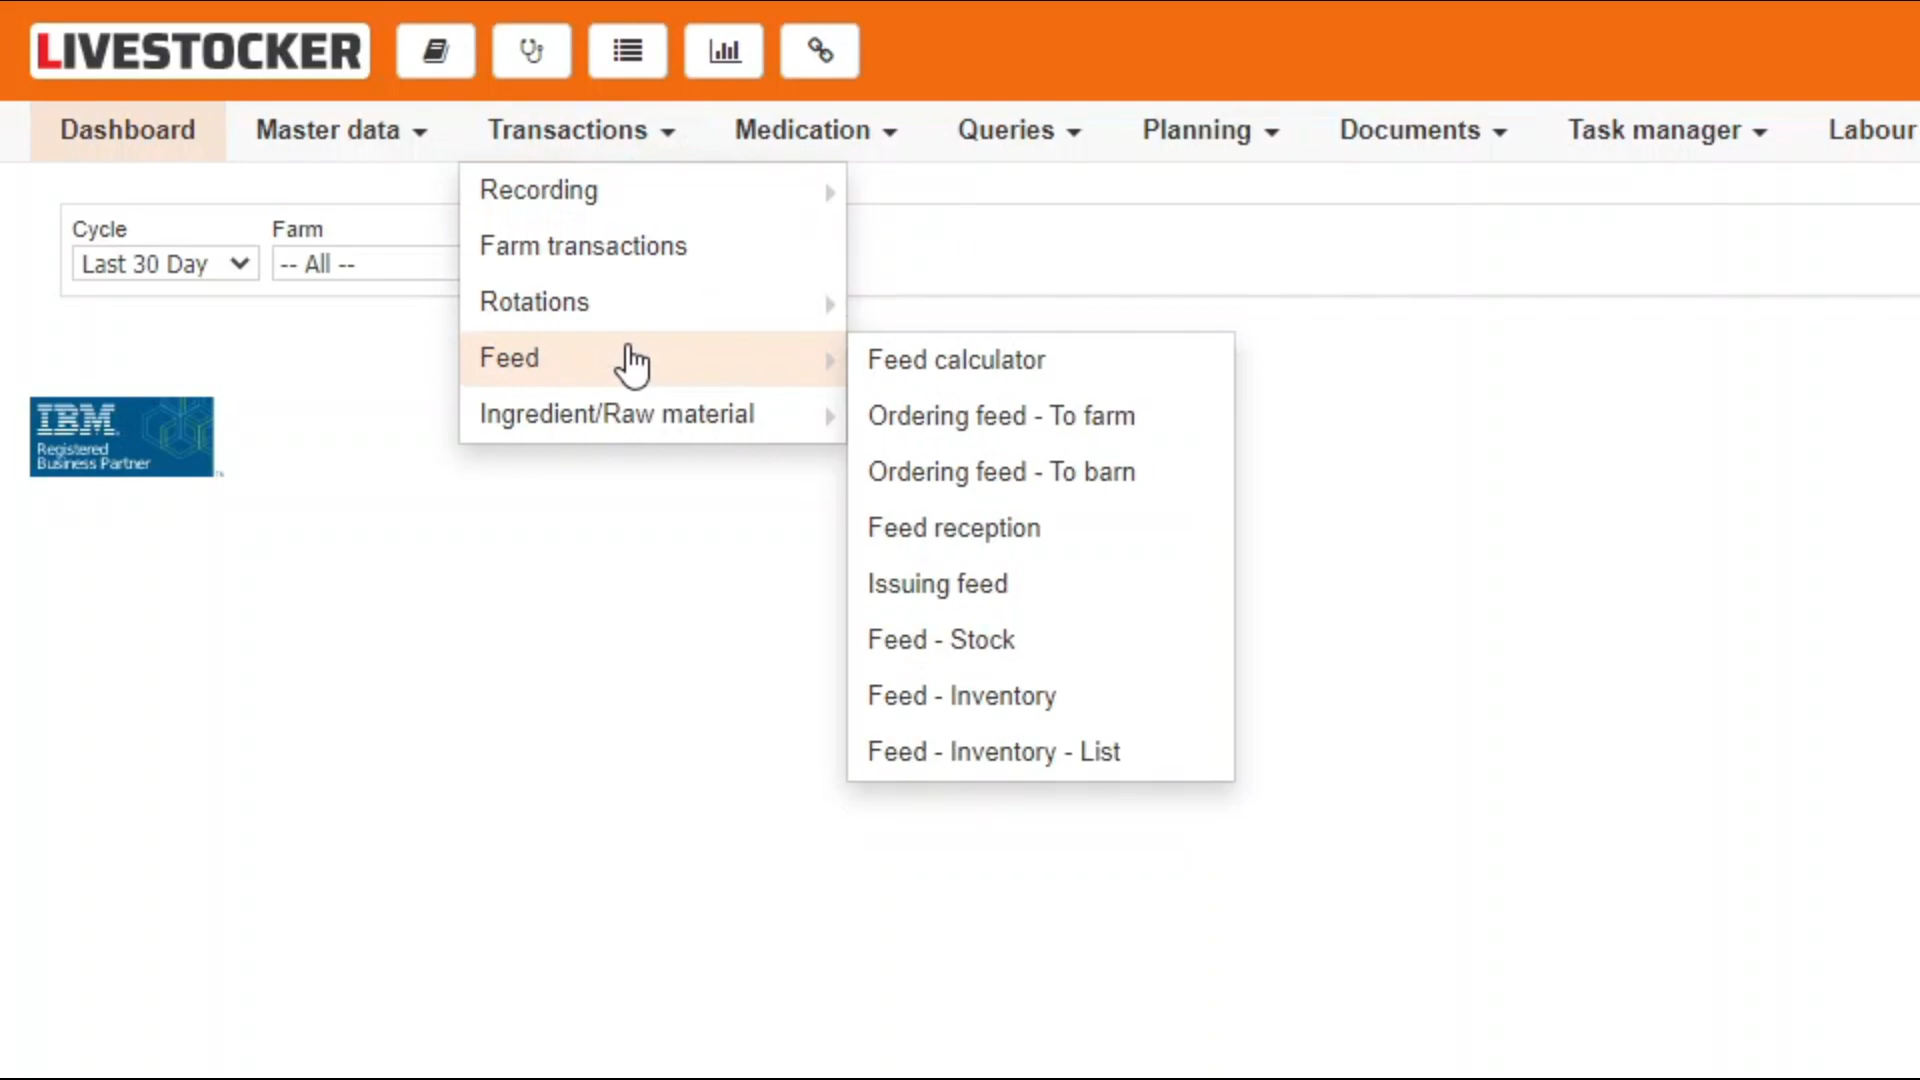 LIVESTOCKER
Dashboard Master data Transactions Medication Queries Planning Documents Task manager Labour
Cycle Farm
Last 30 Day -- All --
Recording
Farm transactions
Rotations
Feed
Ingredient/Raw material
Feed calculator
Ordering feed - To farm
Ordering feed - To barn
Feed reception
Issuing feed
Feed - Stock
Feed - Inventory
Feed - Inventory - List
IBM
Registered
Business Partner
TM